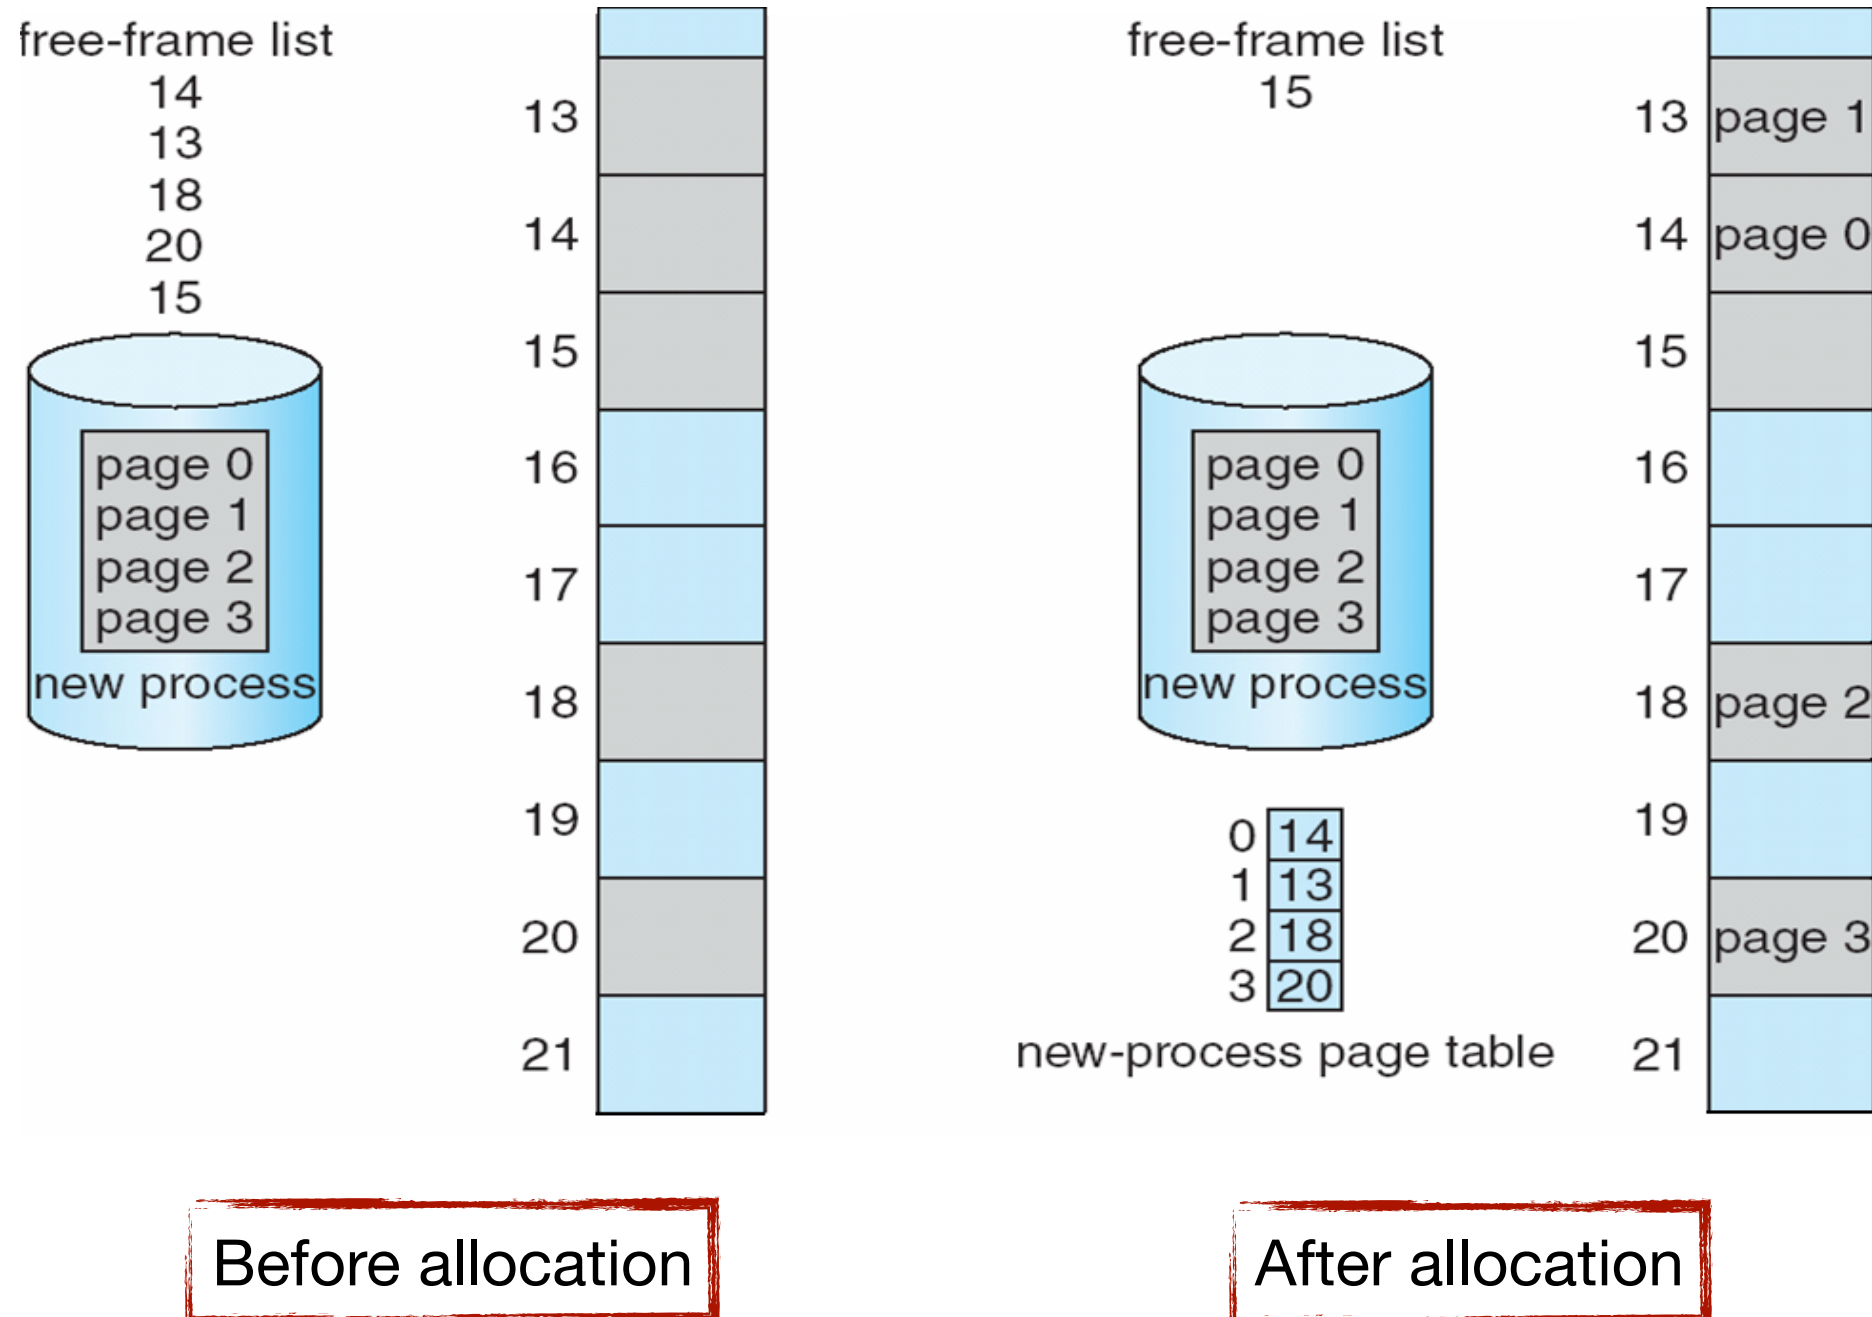 free-frame list
14
13
18
20
15
page 0
page 1
page 2
page 3
new process
13
14
15
16
17
18
19
20
21
Before allocation
free-frame list
15
page 0
page 1
page 2
page 3
new process
0 14
1 13
2 18
3 20
new-process page table
13 page 1
14 page 0
15
16
17
18 page 2
19
20 page 3
21
After allocation